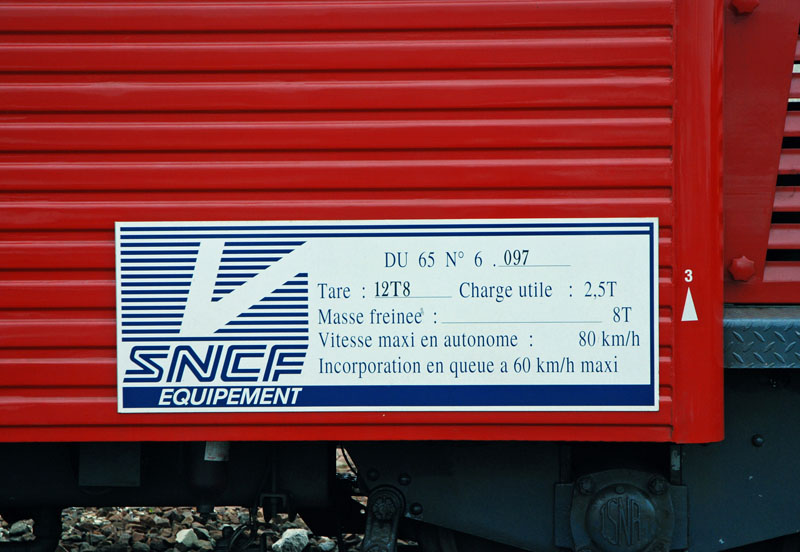 DU 65 N° 6 . 097
Tare : 12T8 Charge utile : 2,5T
Masse freinee : 8T
Vitesse maxi en autonome : 80 km/h
Incorporation en queue a 60 km/h maxi
SNCF
EQUIPEMENT
3
ISNR